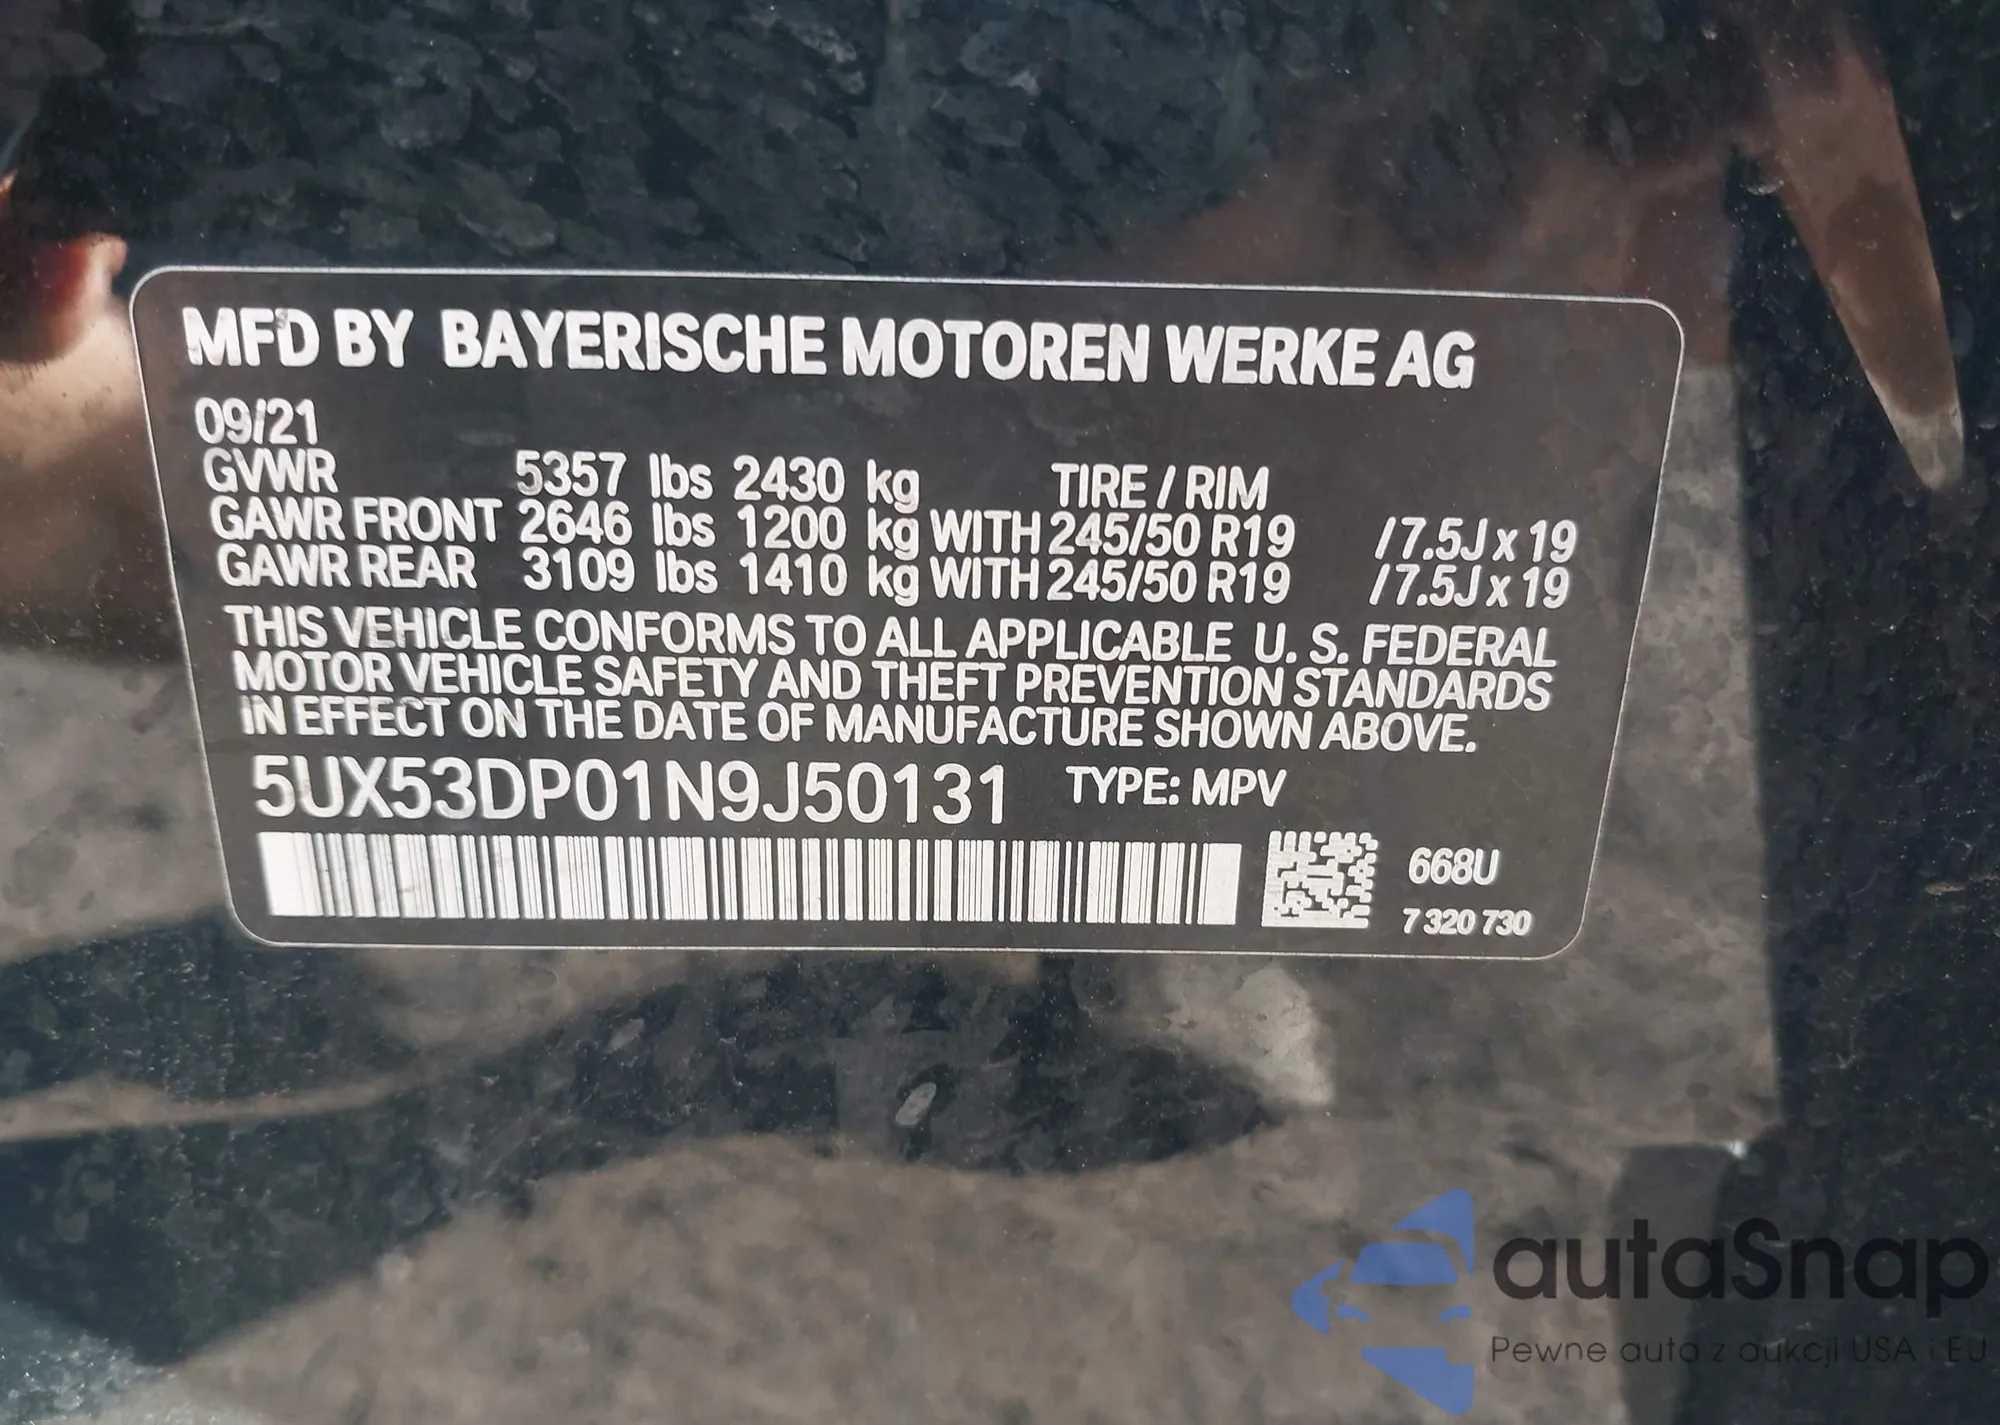 MFD BY BAYERISCHE MOTOREN WERKE AG
09/21
GVWR 5357 lbs 2430 kg TIRE / RIM
GAWR FRONT 2646 lbs 1200 kg WITH 245/50 R19 /7.5J x 19
GAWR REAR 3109 lbs 1410 kg WITH 245/50 R19 /7.5J x 19
THIS VEHICLE CONFORMS TO ALL APPLICABLE U. S. FEDERAL
MOTOR VEHICLE SAFETY AND THEFT PREVENTION STANDARDS
IN EFFECT ON THE DATE OF MANUFACTURE SHOWN ABOVE.
5UX53DP01N9J50131 TYPE: MPV
668U
7 320 730
autaSnap
Pewne auta z aukcji USA i EU